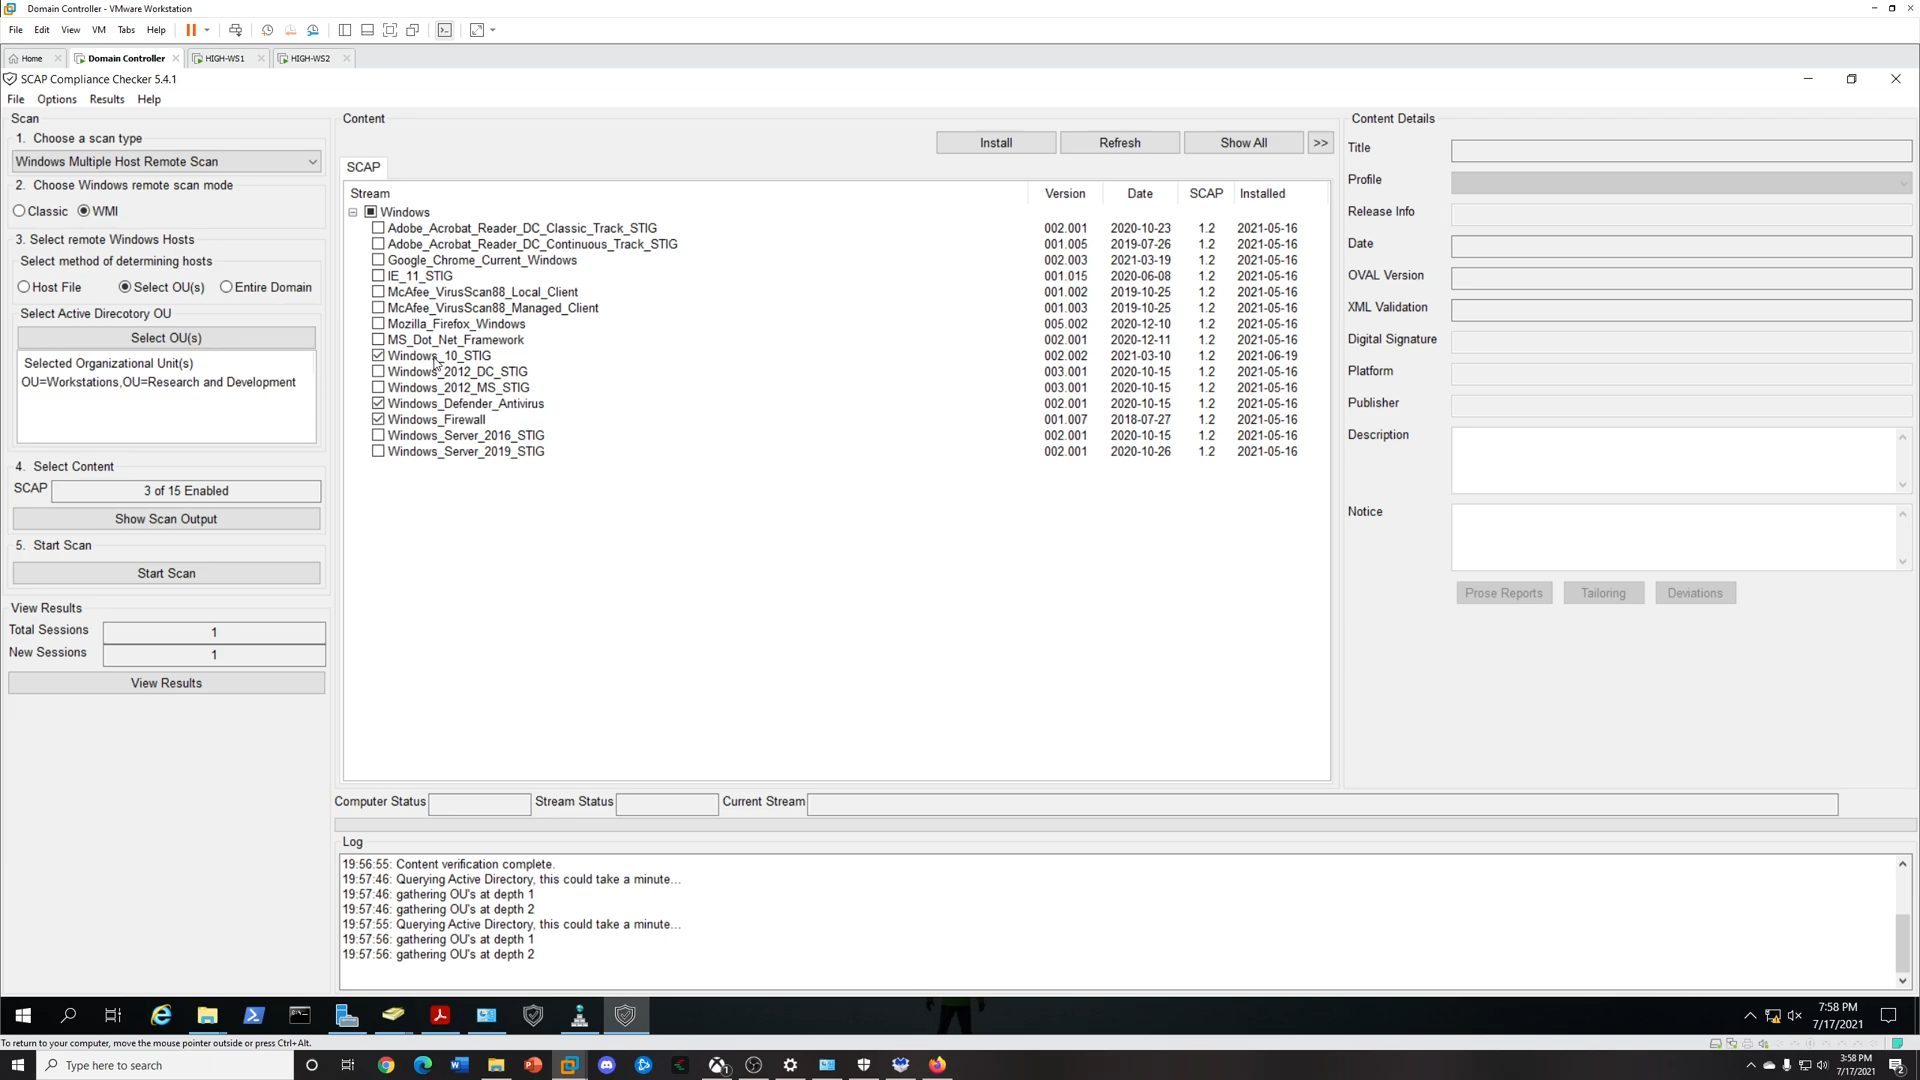 Domain Controller - VMware Workstation
File Edit View VM Tabs Help
Home Domain Controller HIGH-WS1 HIGH-WS2
SCAP Compliance Checker 5.4.1
File Options Results Help
Scan
1. Choose a scan type
Windows Multiple Host Remote Scan
2. Choose Windows remote scan mode
Classic WMI
3. Select remote Windows Hosts
Select method of determining hosts
Host File Select OU(s) Entire Domain
Select Active Direcotory OU
Select OU(s)
Selected Organizational Unit(s)
OU=Workstations,OU=Research and Development
4. Select Content
SCAP 3 of 15 Enabled
Show Scan Output
5. Start Scan
Start Scan
View Results
Total Sessions 1
New Sessions 1
View Results
Content
Install Refresh Show All >>
SCAP
Stream Version Date SCAP Installed
Windows
Adobe_Acrobat_Reader_DC_Classic_Track_STIG 002.001 2020-10-23 1.2 2021-05-16
Adobe_Acrobat_Reader_DC_Continuous_Track_STIG 001.005 2019-07-26 1.2 2021-05-16
Google_Chrome_Current_Windows 002.003 2021-03-19 1.2 2021-05-16
IE_11_STIG 001.015 2020-06-08 1.2 2021-05-16
McAfee_VirusScan88_Local_Client 001.002 2019-10-25 1.2 2021-05-16
McAfee_VirusScan88_Managed_Client 001.003 2019-10-25 1.2 2021-05-16
Mozilla_Firefox_Windows 005.002 2020-12-10 1.2 2021-05-16
MS_Dot_Net_Framework 002.001 2020-12-11 1.2 2021-05-16
Windows_10_STIG 002.002 2021-03-10 1.2 2021-06-19
Windows_2012_DC_STIG 003.001 2020-10-15 1.2 2021-05-16
Windows_2012_MS_STIG 003.001 2020-10-15 1.2 2021-05-16
Windows_Defender_Antivirus 002.001 2020-10-15 1.2 2021-05-16
Windows_Firewall 001.007 2018-07-27 1.2 2021-05-16
Windows_Server_2016_STIG 002.001 2020-10-15 1.2 2021-05-16
Windows_Server_2019_STIG 002.001 2020-10-26 1.2 2021-05-16
Content Details
Title
Profile
Release Info
Date
OVAL Version
XML Validation
Digital Signature
Platform
Publisher
Description
Notice
Prose Reports Tailoring Deviations
Computer Status Stream Status Current Stream
Log
19:56:55: Content verification complete.
19:57:46: Querying Active Directory, this could take a minute...
19:57:46: gathering OU's at depth 1
19:57:46: gathering OU's at depth 2
19:57:55: Querying Active Directory, this could take a minute...
19:57:56: gathering OU's at depth 1
19:57:56: gathering OU's at depth 2
7:58 PM
7/17/2021
To return to your computer, move the mouse pointer outside or press Ctrl+Alt.
Type here to search
3:58 PM
7/17/2021